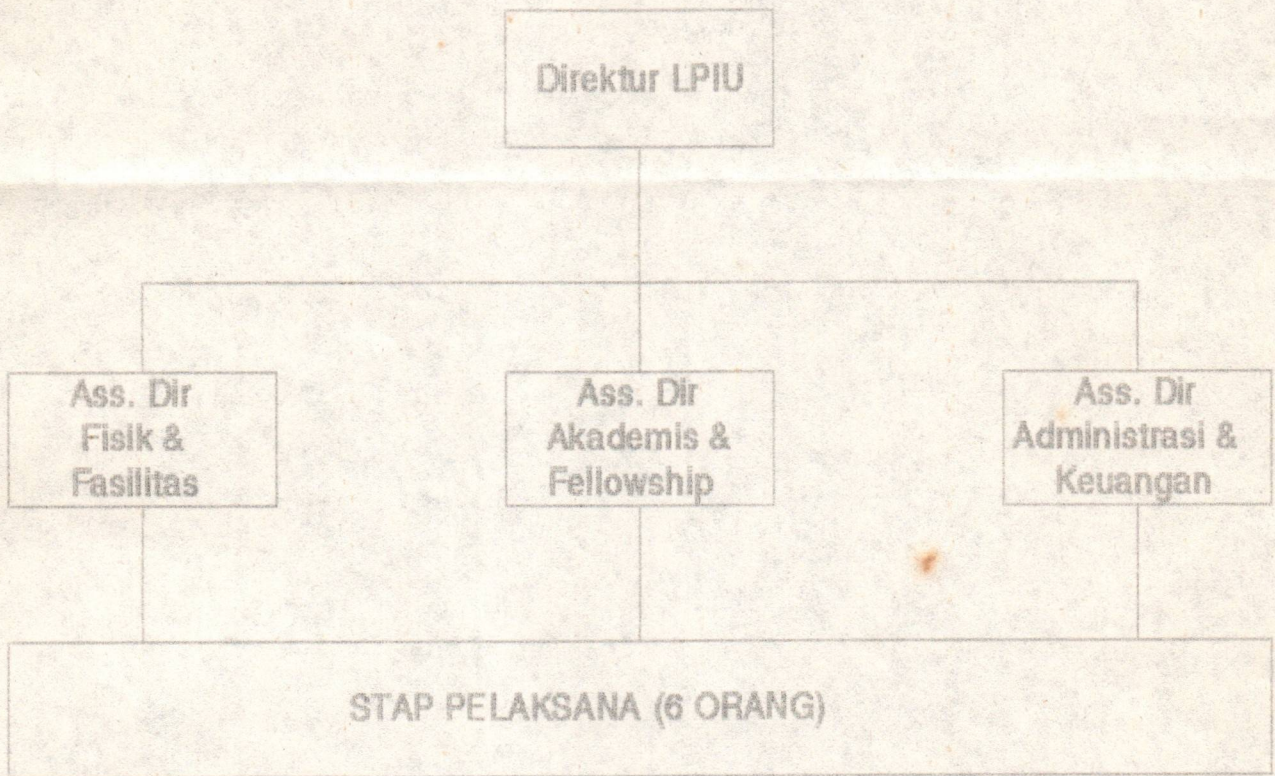 Direktur LPIU
Ass. Dir
Fisik &
Fasilitas
Ass. Dir
Akademis &
Fellowship
Ass. Dir
Administrasi &
Keuangan
STAP PELAKSANA (6 ORANG)